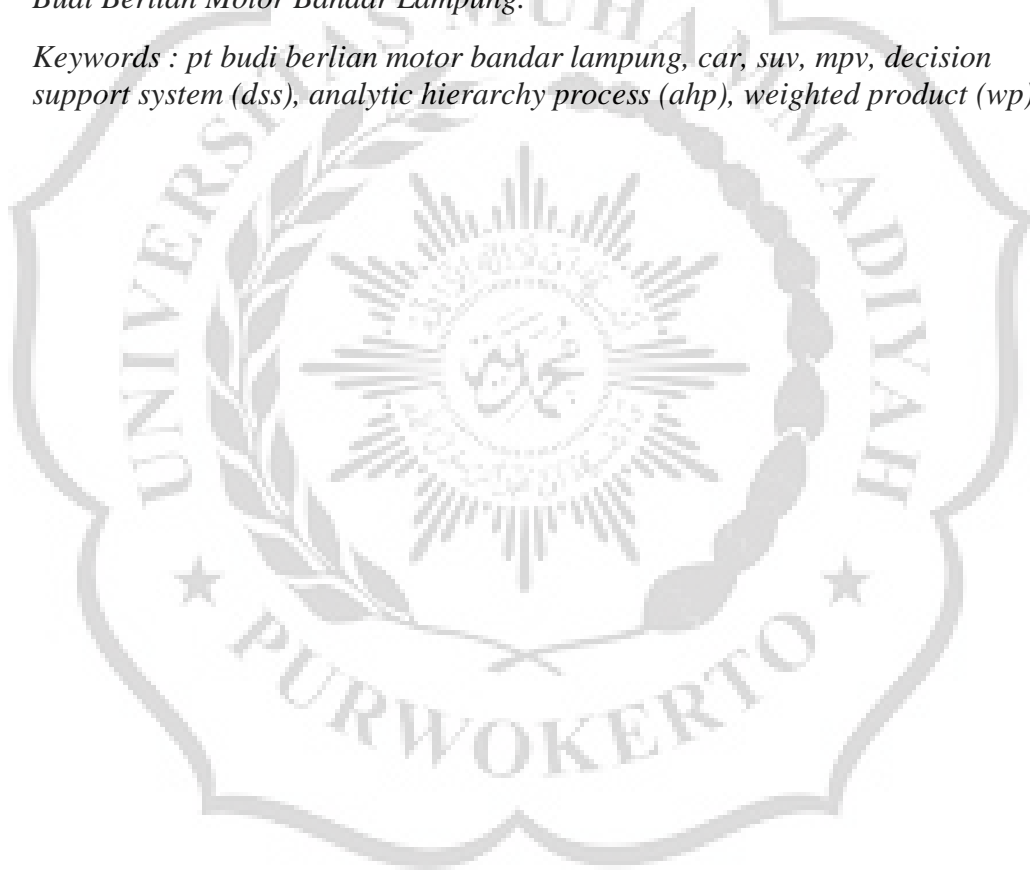 Budi Berlian Motor Bandar Lampung.
Keywords : pt budi berlian motor bandar lampung, car, suv, mpv, decision
support system (dss), analytic hierarchy process (ahp), weighted product (wp)
UNIVERSITAS MUHAMMADIYAH
PURWOKERTO